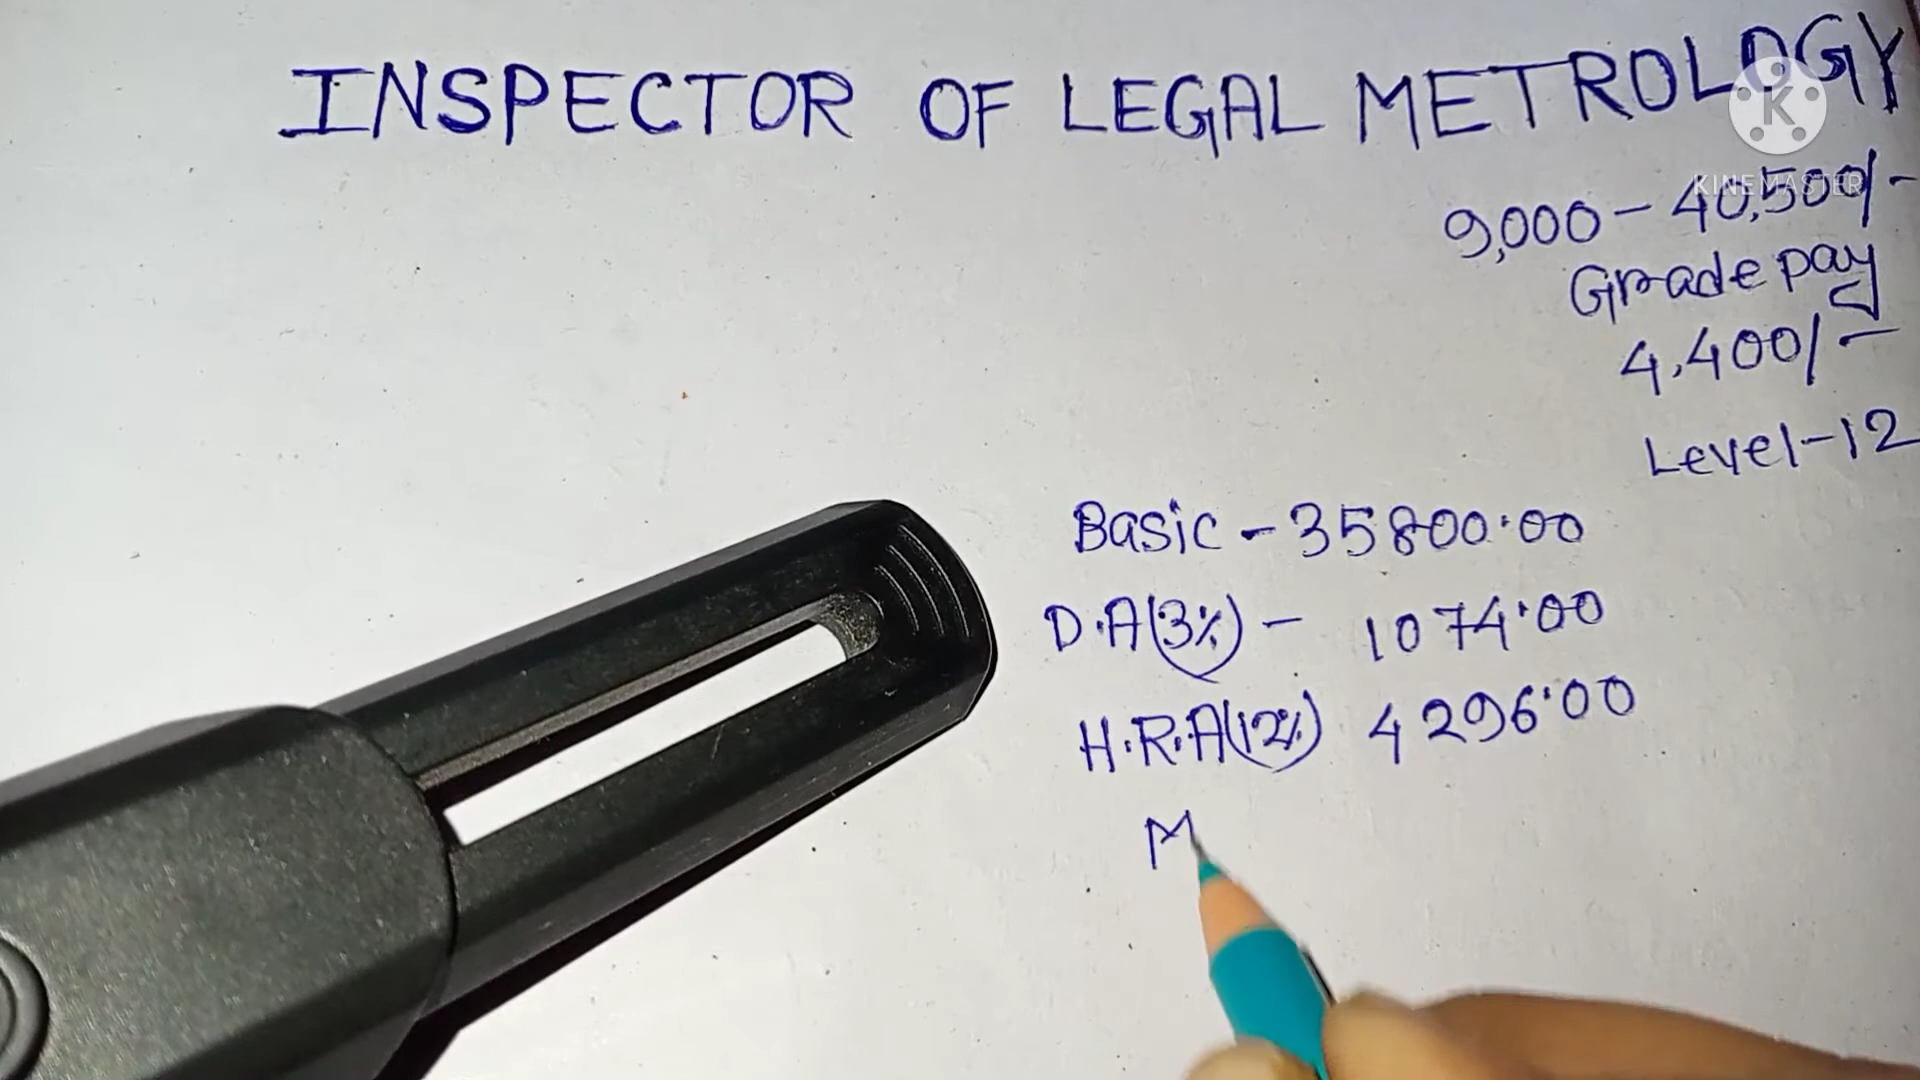 INSPECTOR OF LEGAL METROLOGY
K
KINEMASTER
9,000 - 40,500/-
Grade pay
4,400/-
Level-12
Basic - 35800.00
D.A(3%) - 1074.00
H.R.A(12%) 4296.00
M